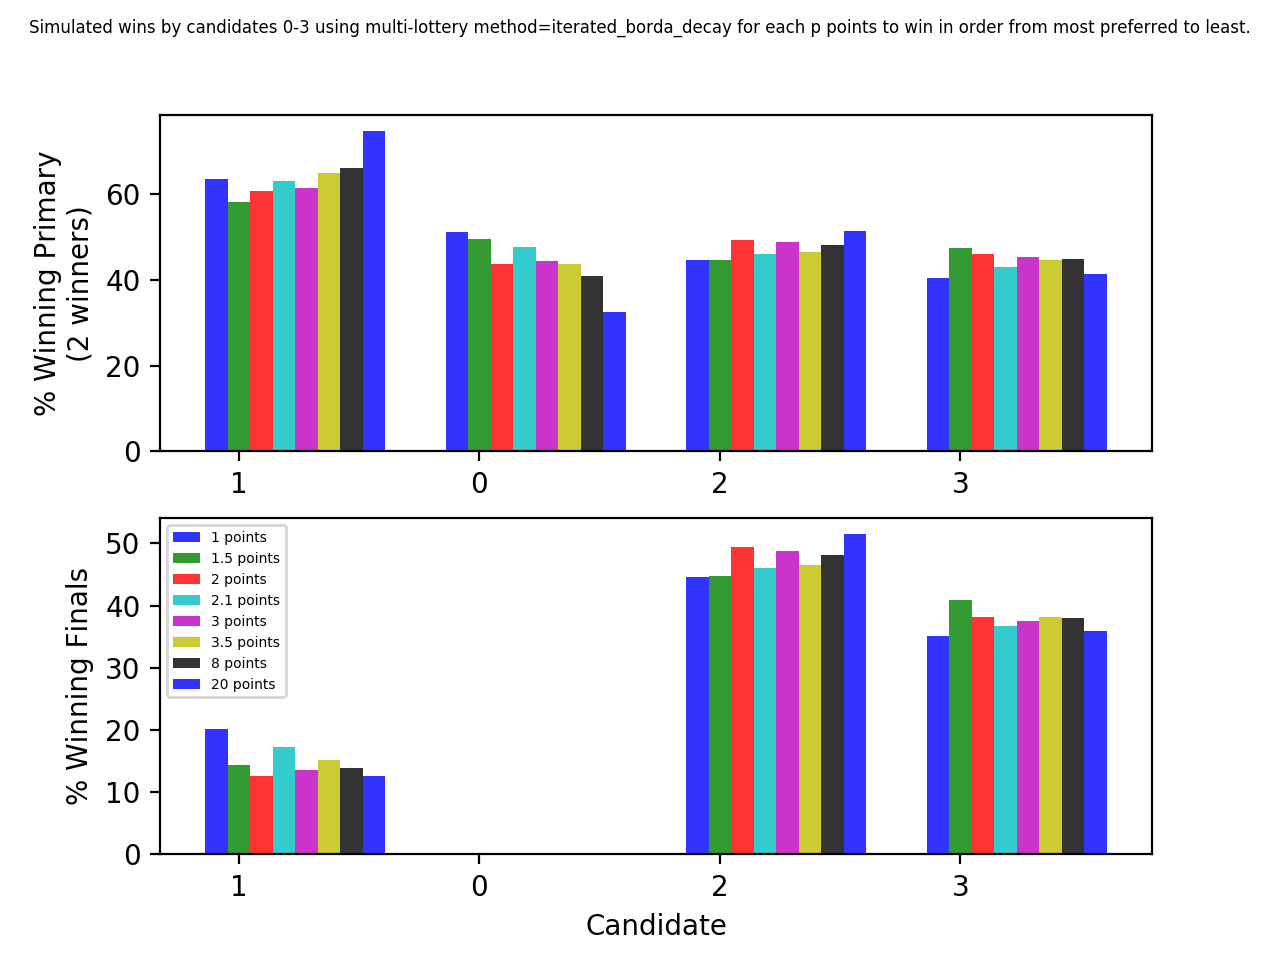 Simulated wins by candidates 0-3 using multi-lottery method=iterated_borda_decay for each p points to win in order from most preferred to least.
% Winning Primary
(2 winners)
60
40
20
0
1 0 2 3
% Winning Finals
50
40
30
20
10
0
1 points
1.5 points
2 points
2.1 points
3 points
3.5 points
8 points
20 points
1 0 2 3
Candidate